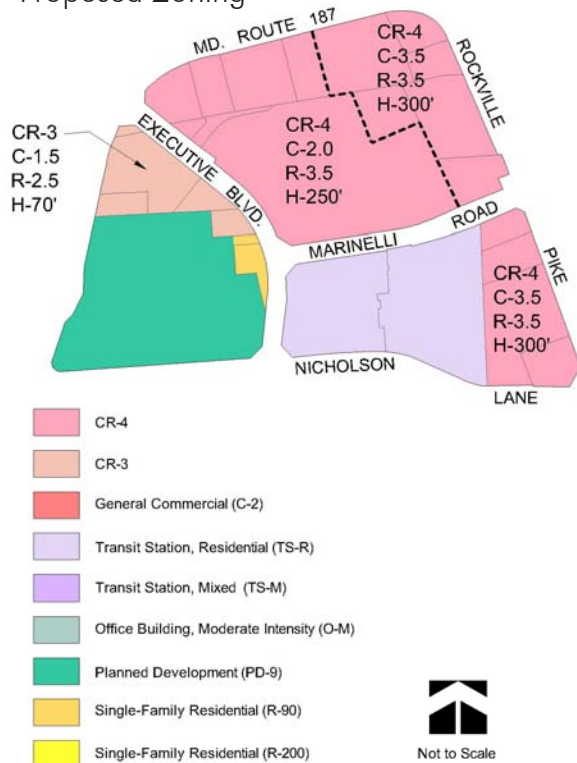 Proposed Zoning
MD. ROUTE 187
ROCKVILLE
CR-4
C-3.5
R-3.5
H-300'
CR-3
C-1.5
R-2.5
H-70'
EXECUTIVE BLVD.
CR-4
C-2.0
R-3.5
H-250'
MARINELLI ROAD
PIKE
CR-4
C-3.5
R-3.5
H-300'
NICHOLSON LANE
CR-4
CR-3
General Commercial (C-2)
Transit Station, Residential (TS-R)
Transit Station, Mixed (TS-M)
Office Building, Moderate Intensity (O-M)
Planned Development (PD-9)
Single-Family Residential (R-90)
Single-Family Residential (R-200)
Not to Scale